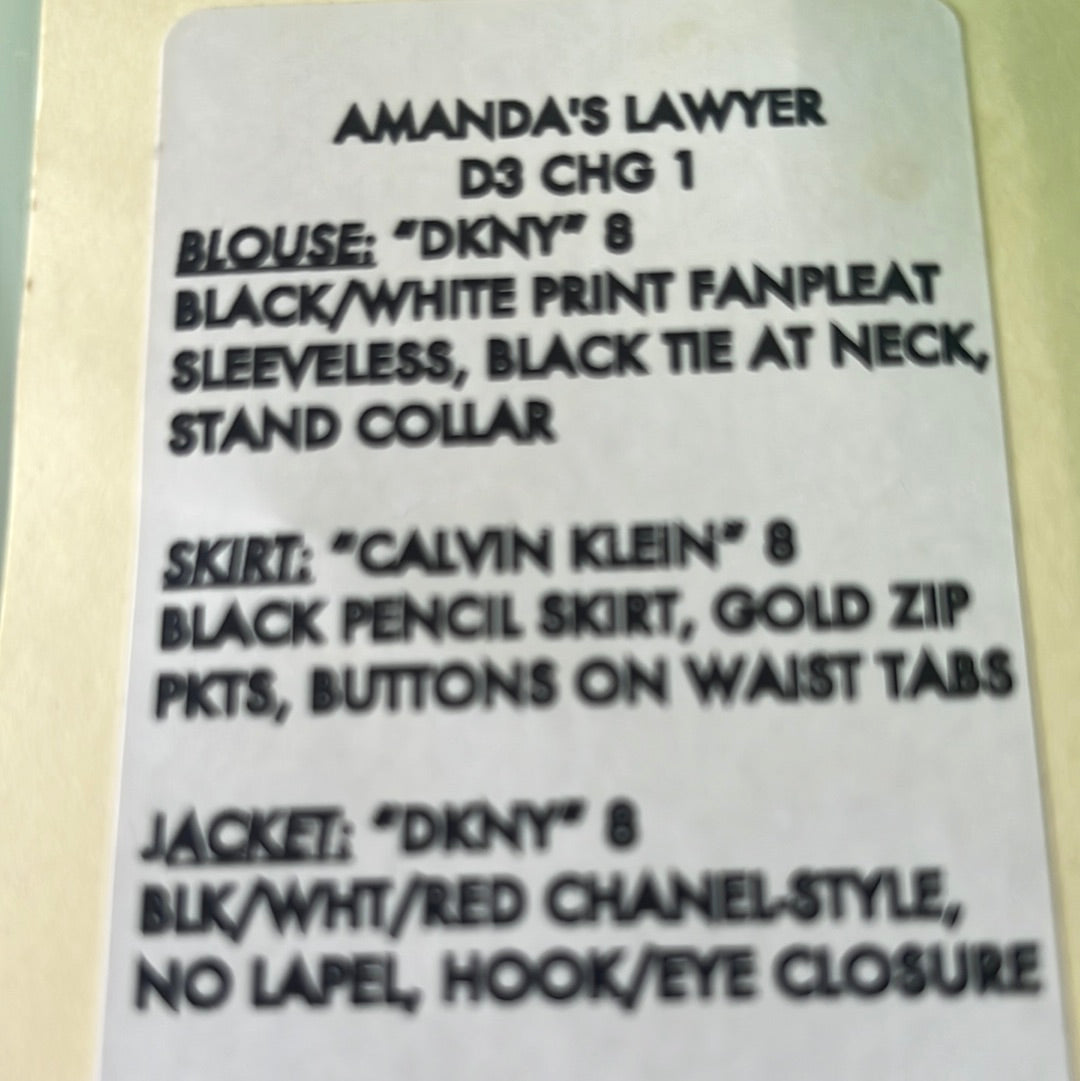 AMANDA'S LAWYER
D3 CHG 1
BLOUSE: "DKNY" 8
BLACK/WHITE PRINT FANPLEAT
SLEEVELESS, BLACK TIE AT NECK,
STAND COLLAR
SKIRT: "CALVIN KLEIN" 8
BLACK PENCIL SKIRT, GOLD ZIP
PKTS, BUTTONS ON WAIST TABS
JACKET: "DKNY" 8
BLK/WHT/RED CHANEL-STYLE,
NO LAPEL, HOOK/EYE CLOSURE